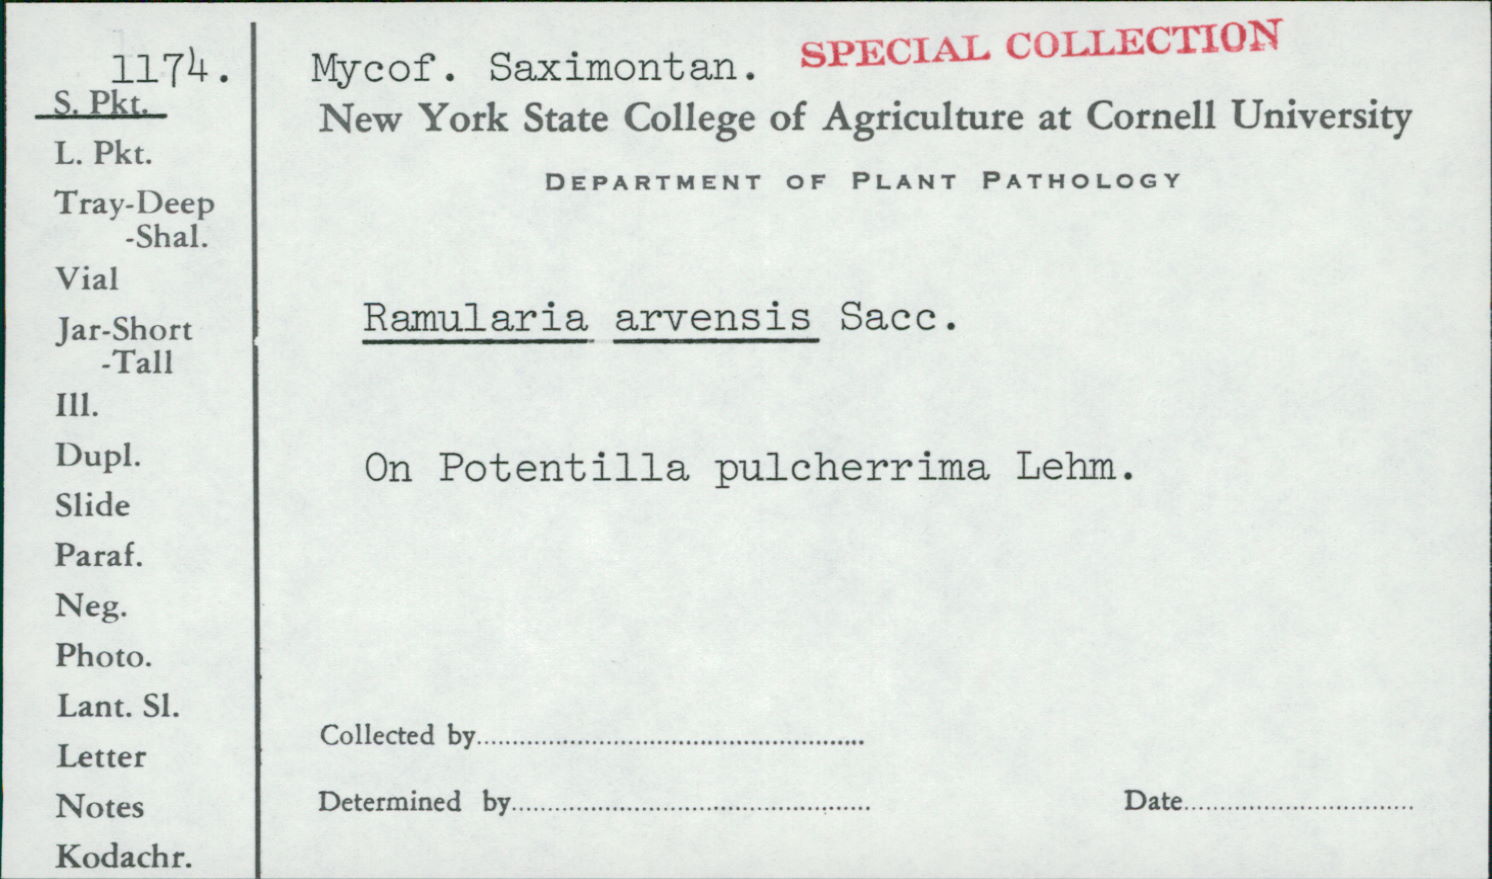 1174.
S. Pkt.
L. Pkt.
Tray-Deep
-Shal.
Vial
Jar-Short
-Tall
Ill.
Dupl.
Slide
Paraf.
Neg.
Photo.
Lant. Sl.
Letter
Notes
Kodachr.
Mycof. Saximontan. SPECIAL COLLECTION
New York State College of Agriculture at Cornell University
DEPARTMENT OF PLANT PATHOLOGY
Ramularia arvensis Sacc.
On Potentilla pulcherrima Lehm.
Collected by
Determined by Date